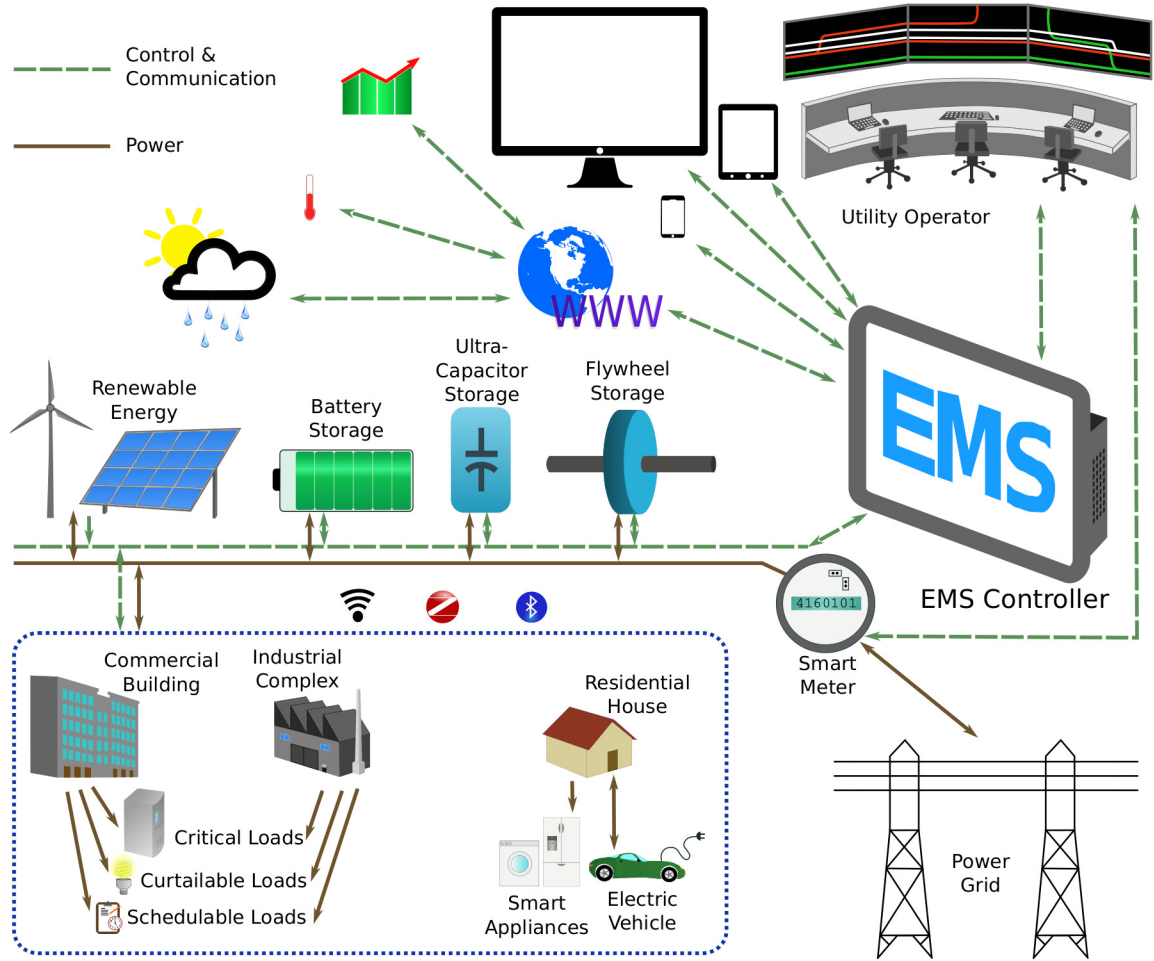 Control &
Communication
Power
Utility Operator
WWW
Renewable
Energy
Battery
Storage
Ultra-
Capacitor
Storage
Flywheel
Storage
EMS
EMS Controller
4160101
Smart
Meter
Commercial
Building
Industrial
Complex
Residential
House
Critical Loads
Curtailable Loads
Schedulable Loads
Smart
Appliances
Electric
Vehicle
Power
Grid